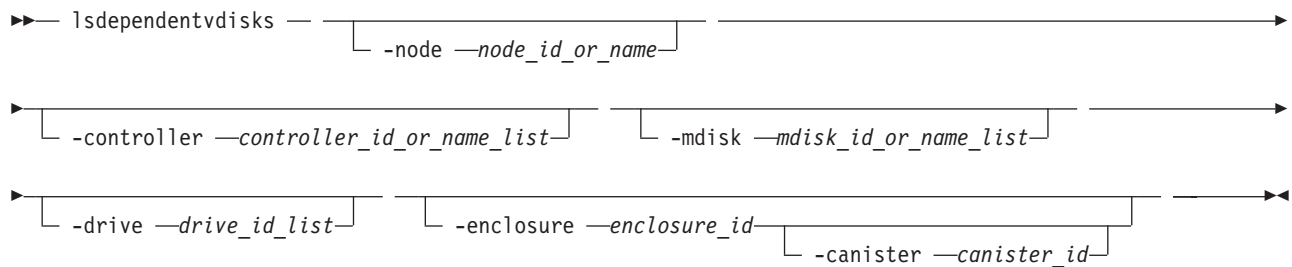 lsdependentvdisks
-node node_id_or_name
-controller controller_id_or_name_list -mdisk mdisk_id_or_name_list
-drive drive_id_list -enclosure enclosure_id
-canister canister_id